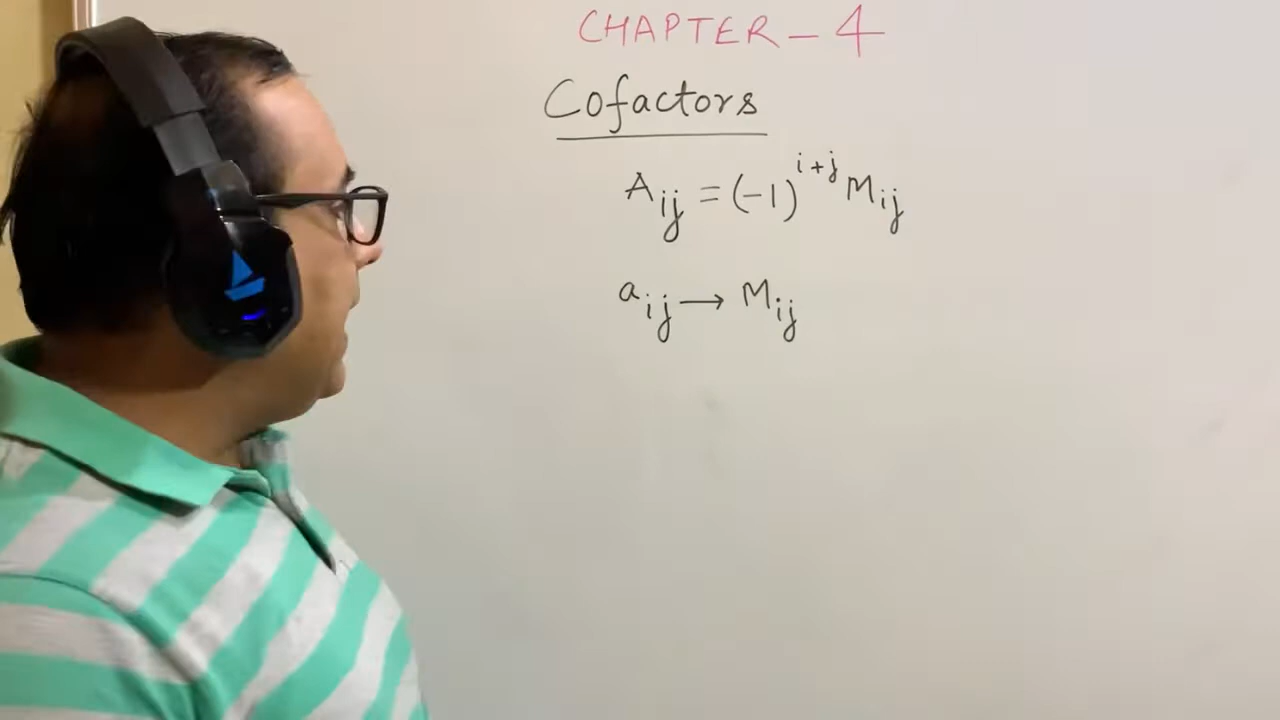 CHAPTER - 4
Cofactors
A_ij = (-1)^i+j M_ij
a_ij → M_ij